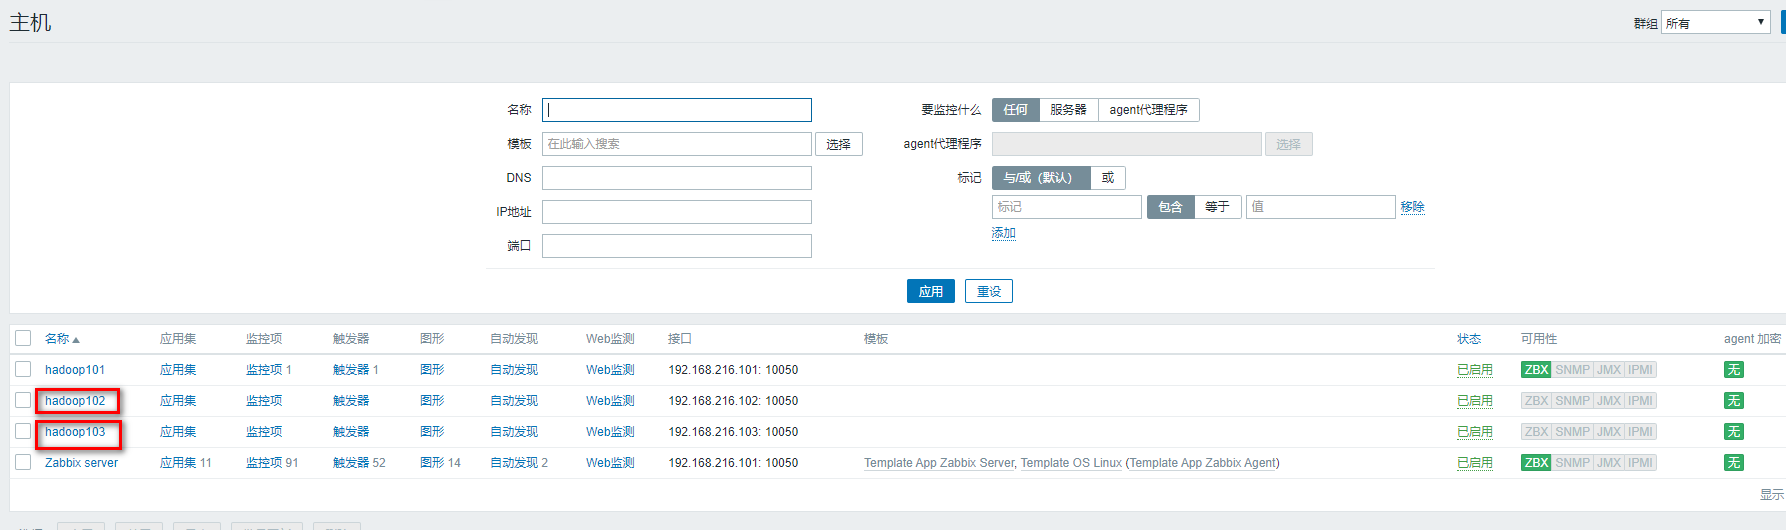 主机
群组 所有
名称
要监控什么 任何 服务器 agent代理程序
模板 在此输入搜索 选择
agent代理程序 选择
DNS
标记 与/或（默认） 或
IP地址
标记 包含 等于 值 移除
端口
添加
应用 重设
名称 应用集 监控项 触发器 图形 自动发现 Web监测 接口 模板 状态 可用性 agent 加密
hadoop101 应用集 监控项 1 触发器 1 图形 自动发现 Web监测 192.168.216.101: 10050 已启用 ZBX SNMP JMX IPMI 无
hadoop102 应用集 监控项 触发器 图形 自动发现 Web监测 192.168.216.102: 10050 已启用 ZBX SNMP JMX IPMI 无
hadoop103 应用集 监控项 触发器 图形 自动发现 Web监测 192.168.216.103: 10050 已启用 ZBX SNMP JMX IPMI 无
Zabbix server 应用集 11 监控项 91 触发器 52 图形 14 自动发现 2 Web监测 192.168.216.101: 10050 Template App Zabbix Server, Template OS Linux (Template App Zabbix Agent) 已启用 ZBX SNMP JMX IPMI 无
显示